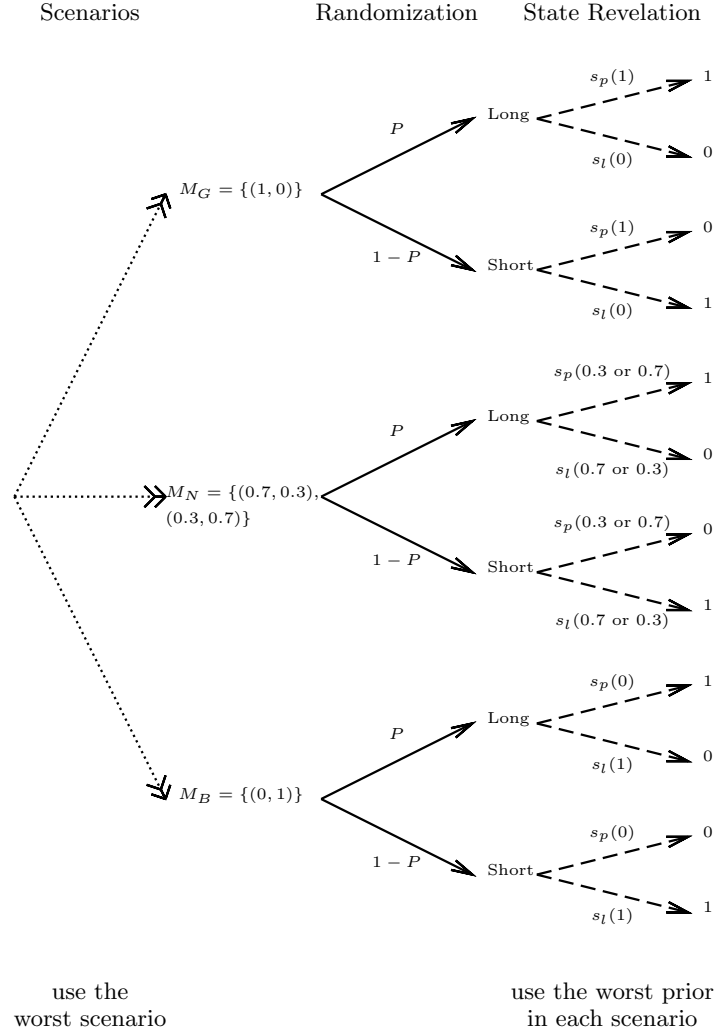 Scenarios Randomization State Revelation
s_p(1) 1
P Long
s_l(0) 0
M_G = {(1, 0)}
s_p(1) 0
1 − P Short
s_l(0) 1
s_p(0.3 or 0.7) 1
P Long
s_l(0.7 or 0.3) 0
M_N = {(0.7, 0.3),
(0.3, 0.7)}
s_p(0.3 or 0.7) 0
1 − P Short
s_l(0.7 or 0.3) 1
s_p(0) 1
P Long
s_l(1) 0
M_B = {(0, 1)}
s_p(0) 0
1 − P Short
s_l(1) 1
use the
worst scenario
use the worst prior
in each scenario